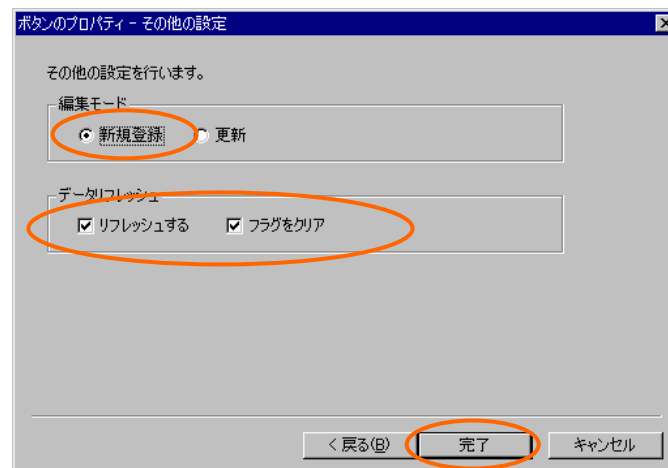 ボタンのプロパティ - その他の設定
その他の設定を行います。
編集モード
新規登録 更新
データリフレッシュ
リフレッシュする フラグをクリア
< 戻る(B) 完了 キャンセル